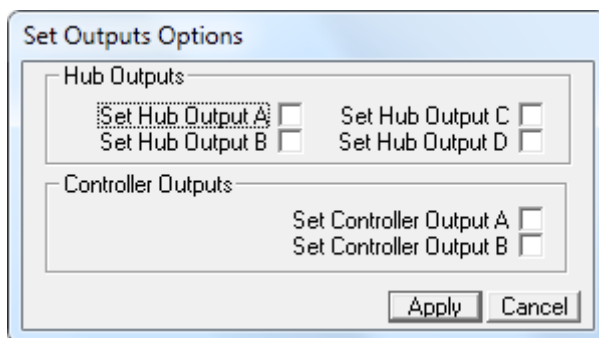 Set Outputs Options
Hub Outputs
Set Hub Output A Set Hub Output C
Set Hub Output B Set Hub Output D
Controller Outputs
Set Controller Output A
Set Controller Output B
Apply Cancel